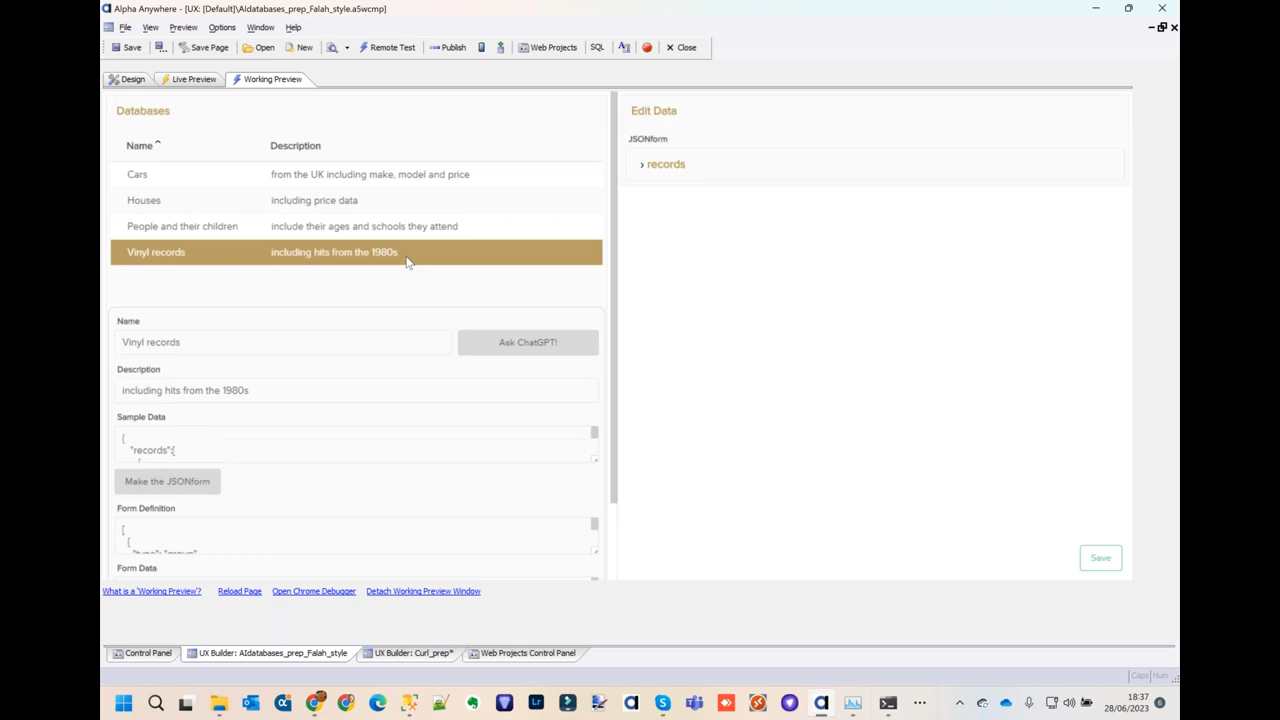 Alpha Anywhere - [UX: [Default]\AIdatabases_prep_Falah_style.a5wcmp]
File View Preview Options Window Help
Save Save Page Open New Remote Test Publish Web Projects SQL Close
Design Live Preview Working Preview
Databases
Name Description
Cars from the UK including make, model and price
Houses including price data
People and their children include their ages and schools they attend
Vinyl records including hits from the 1980s
Name
Vinyl records Ask ChatGPT!
Description
including hits from the 1980s
Sample Data
{
"records":{
Make the JSONform
Form Definition
[
{
"type": "group"
Form Data
Edit Data
JSONform
› records
Save
What is a 'Working Preview'? Reload Page Open Chrome Debugger Detach Working Preview Window
Control Panel UX Builder: AIdatabases_prep_Falah_style UX Builder: Curl_prep* Web Projects Control Panel
Caps Num
18:37
28/06/2023 6